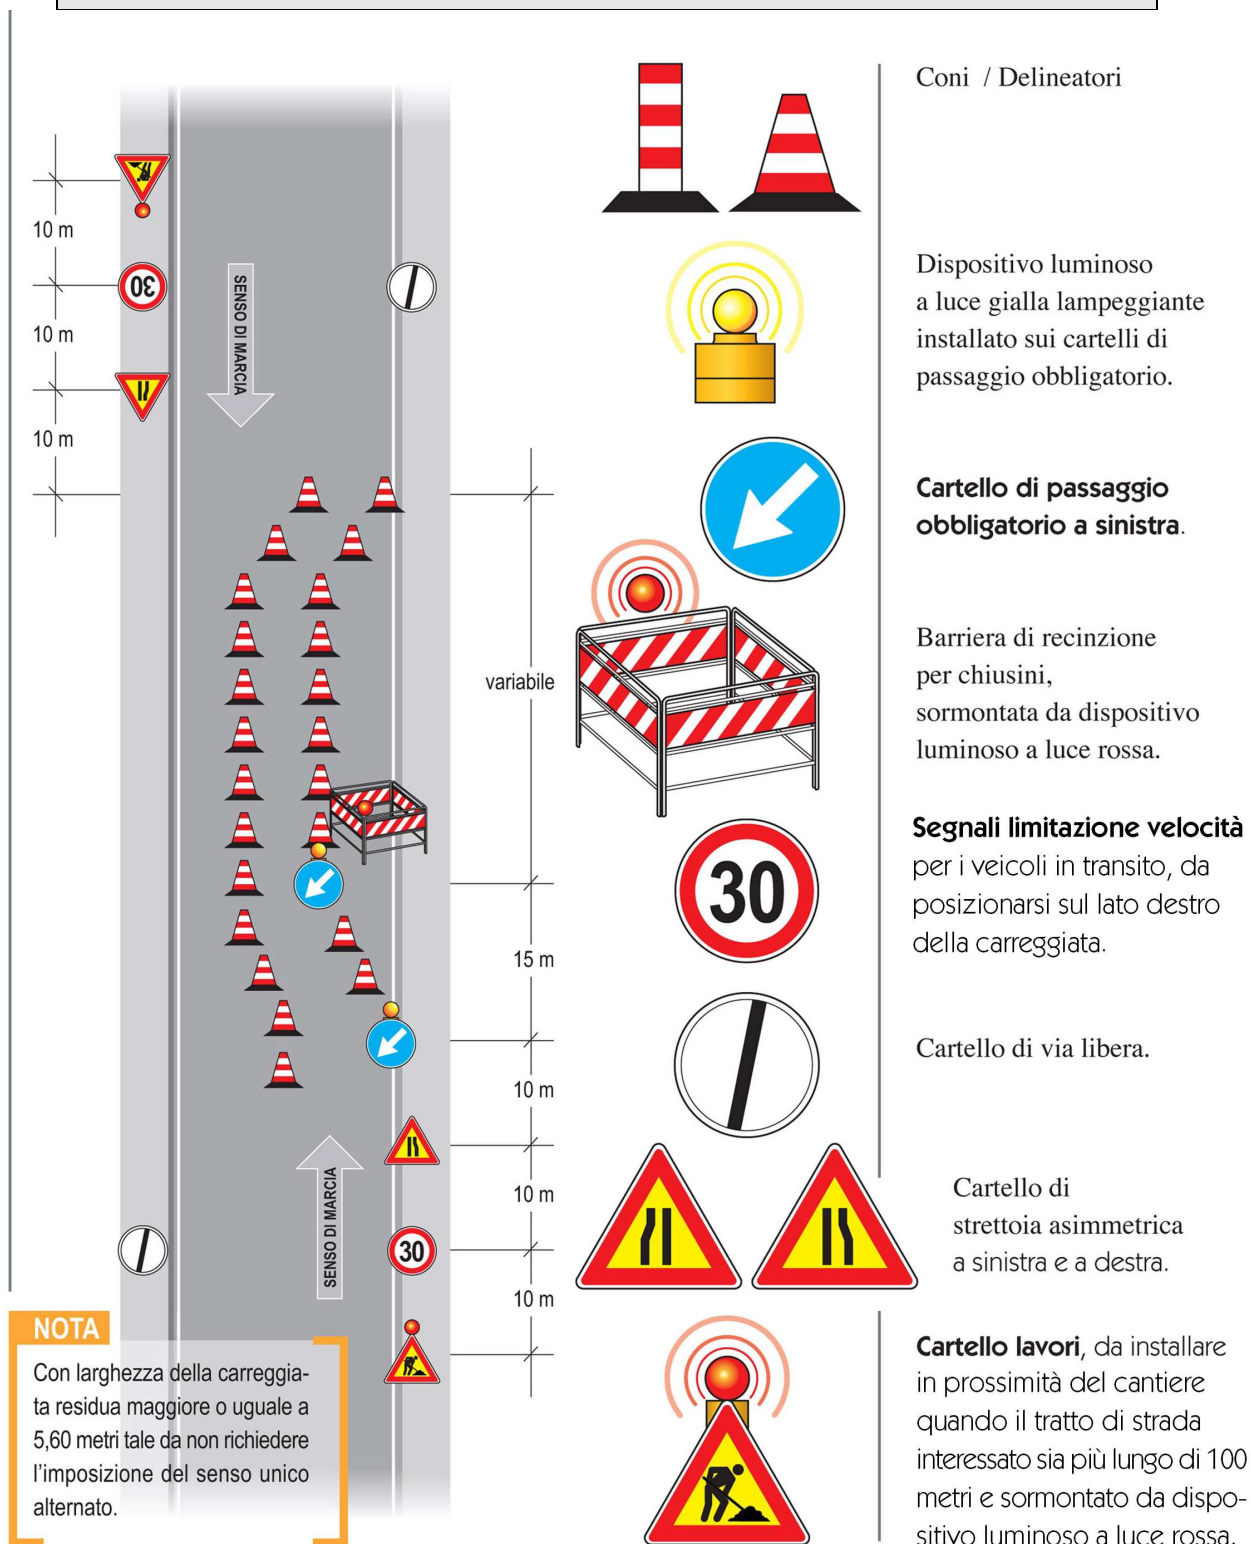 10 m
30
10 m
10 m
SENSO DI MARCIA
variabile
15 m
10 m
10 m
SENSO DI MARCIA
30
10 m
NOTA
Con larghezza della carreggia-
ta residua maggiore o uguale a
5,60 metri tale da non richiedere
l'imposizione del senso unico
alternato.
Coni / Delineatori
Dispositivo luminoso
a luce gialla lampeggiante
installato sui cartelli di
passaggio obbligatorio.
Cartello di passaggio
obbligatorio a sinistra.
Barriera di recinzione
per chiusini,
sormontata da dispositivo
luminoso a luce rossa.
30
Segnali limitazione velocità
per i veicoli in transito, da
posizionarsi sul lato destro
della carreggiata.
Cartello di via libera.
Cartello di
strettoia asimmetrica
a sinistra e a destra.
Cartello lavori, da installare
in prossimità del cantiere
quando il tratto di strada
interessato sia più lungo di 100
metri e sormontato da dispo-
sitivo luminoso a luce rossa.